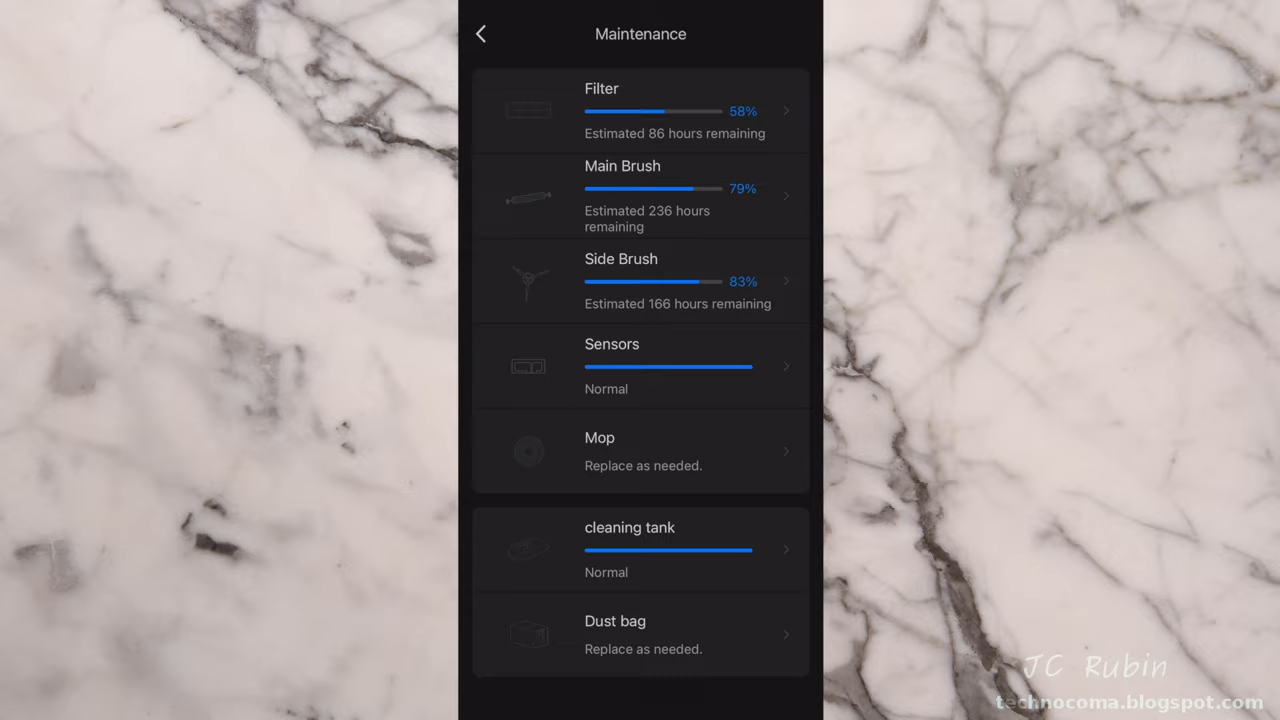 Maintenance
Filter
58%
Estimated 86 hours remaining
Main Brush
79%
Estimated 236 hours
remaining
Side Brush
83%
Estimated 166 hours remaining
Sensors
Normal
Mop
Replace as needed.
cleaning tank
Normal
Dust bag
Replace as needed.
JC Rubin
technocoma.blogspot.com